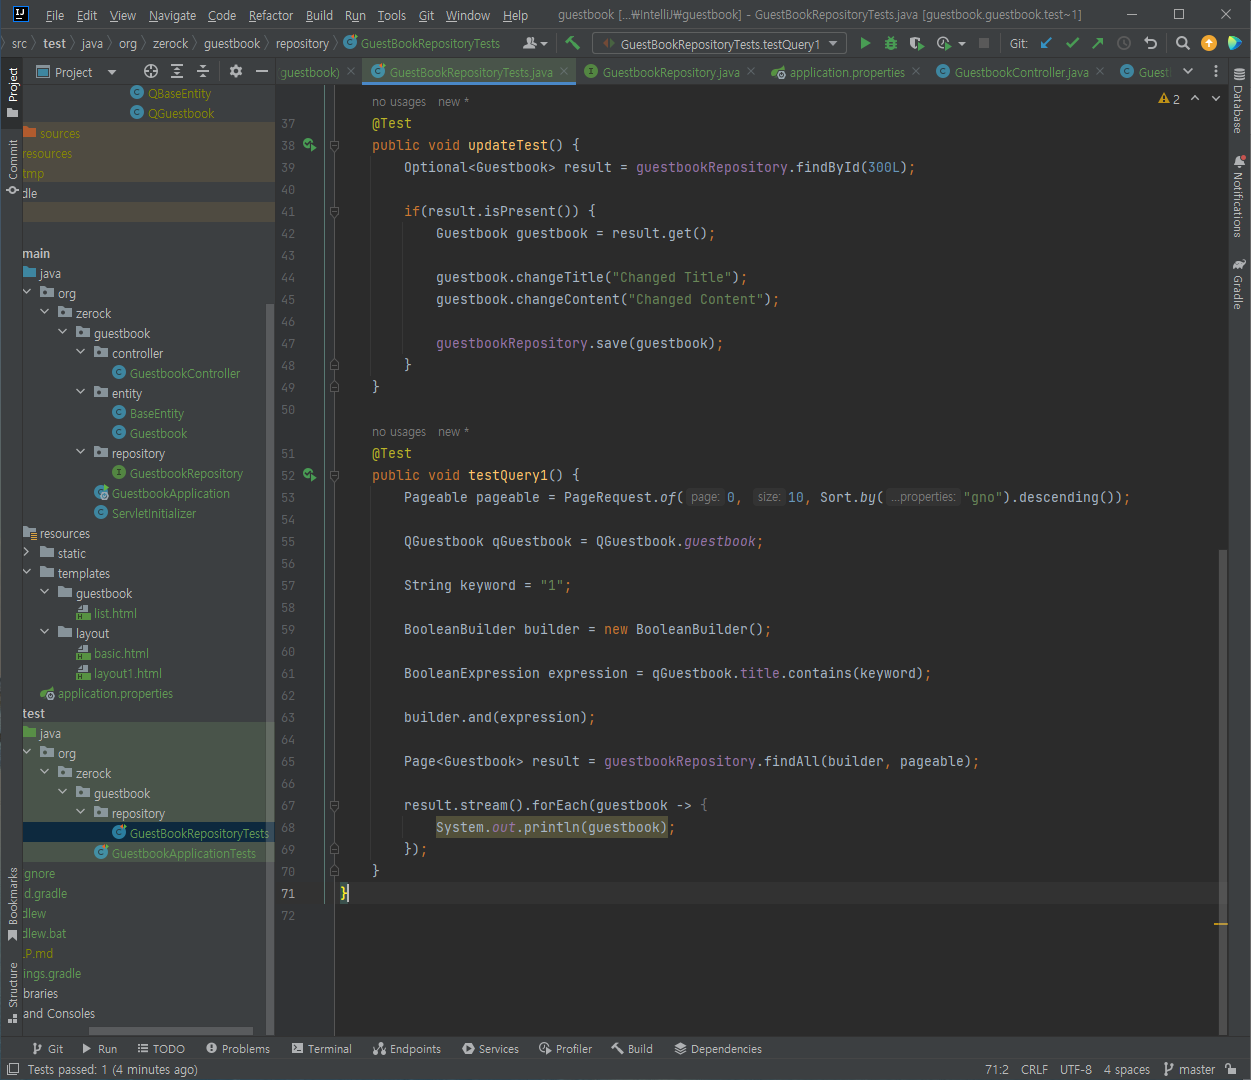 File Edit View Navigate Code Refactor Build Run Tools Git Window Help guestbook [...₩IntelliJ₩guestbook] - GuestBookRepositoryTests.java [guestbook.guestbook.test~1]
src test java org zerock guestbook repository GuestBookRepositoryTests GuestBookRepositoryTests.testQuery1 Git:
Project guestbook) GuestBookRepositoryTests.java GuestbookRepository.java application.properties GuestbookController.java Guestl
Project
Commit
Bookmarks
Structure
QBaseEntity
QGuestbook
sources
resources
tmp
dle
main
java
org
zerock
guestbook
controller
GuestbookController
entity
BaseEntity
Guestbook
repository
GuestbookRepository
GuestbookApplication
ServletInitializer
resources
static
templates
guestbook
list.html
layout
basic.html
layout1.html
application.properties
test
java
org
zerock
guestbook
repository
GuestBookRepositoryTests
GuestbookApplicationTests
gnore
d.gradle
dlew
dlew.bat
.P.md
ings.gradle
braries
and Consoles
no usages new *
2
37 @Test
38 public void updateTest() {
39 Optional<Guestbook> result = guestbookRepository.findById(300L);
40
41 if(result.isPresent()) {
42 Guestbook guestbook = result.get();
43
44 guestbook.changeTitle("Changed Title");
45 guestbook.changeContent("Changed Content");
46
47 guestbookRepository.save(guestbook);
48 }
49 }
50
no usages new *
51 @Test
52 public void testQuery1() {
53 Pageable pageable = PageRequest.of( page: 0, size: 10, Sort.by( ...properties: "gno").descending());
54
55 QGuestbook qGuestbook = QGuestbook.guestbook;
56
57 String keyword = "1";
58
59 BooleanBuilder builder = new BooleanBuilder();
60
61 BooleanExpression expression = qGuestbook.title.contains(keyword);
62
63 builder.and(expression);
64
65 Page<Guestbook> result = guestbookRepository.findAll(builder, pageable);
66
67 result.stream().forEach(guestbook -> {
68 System.out.println(guestbook);
69 });
70 }
71 }
72
Database
Notifications
Gradle
Git Run TODO Problems Terminal Endpoints Services Profiler Build Dependencies
Tests passed: 1 (4 minutes ago) 71:2 CRLF UTF-8 4 spaces master